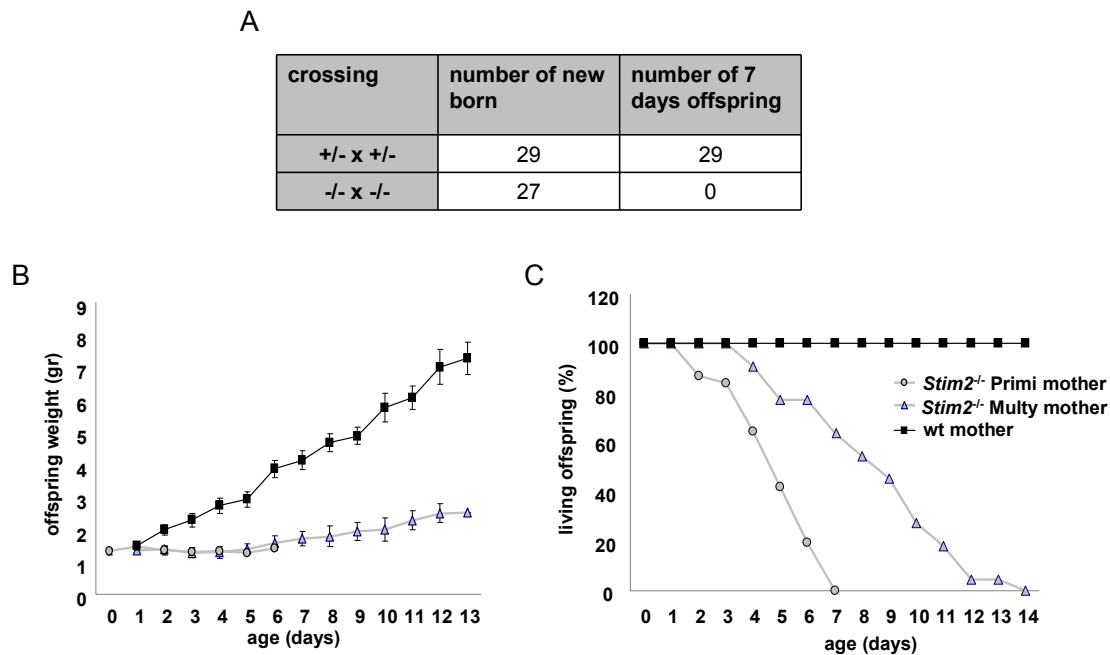 A
crossing
number of new born
number of 7 days offspring
+/- x +/-
29
29
-/- x -/-
27
0
B
9
8
7
6
5
4
3
2
1
0
offspring weight (gr)
0 1 2 3 4 5 6 7 8 9 10 11 12 13
age (days)
C
120
100
80
60
40
20
0
living offspring (%)
Stim2-/- Primi mother
Stim2-/- Multy mother
wt mother
0 1 2 3 4 5 6 7 8 9 10 11 12 13 14
age (days)